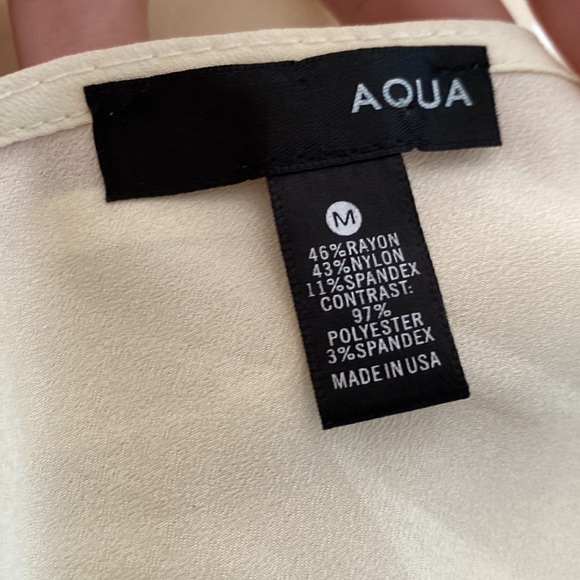 AQUA
M
46%RAYON
43%NYLON
11%SPANDEX
CONTRAST:
97%
POLYESTER
3%SPANDEX
MADE IN USA